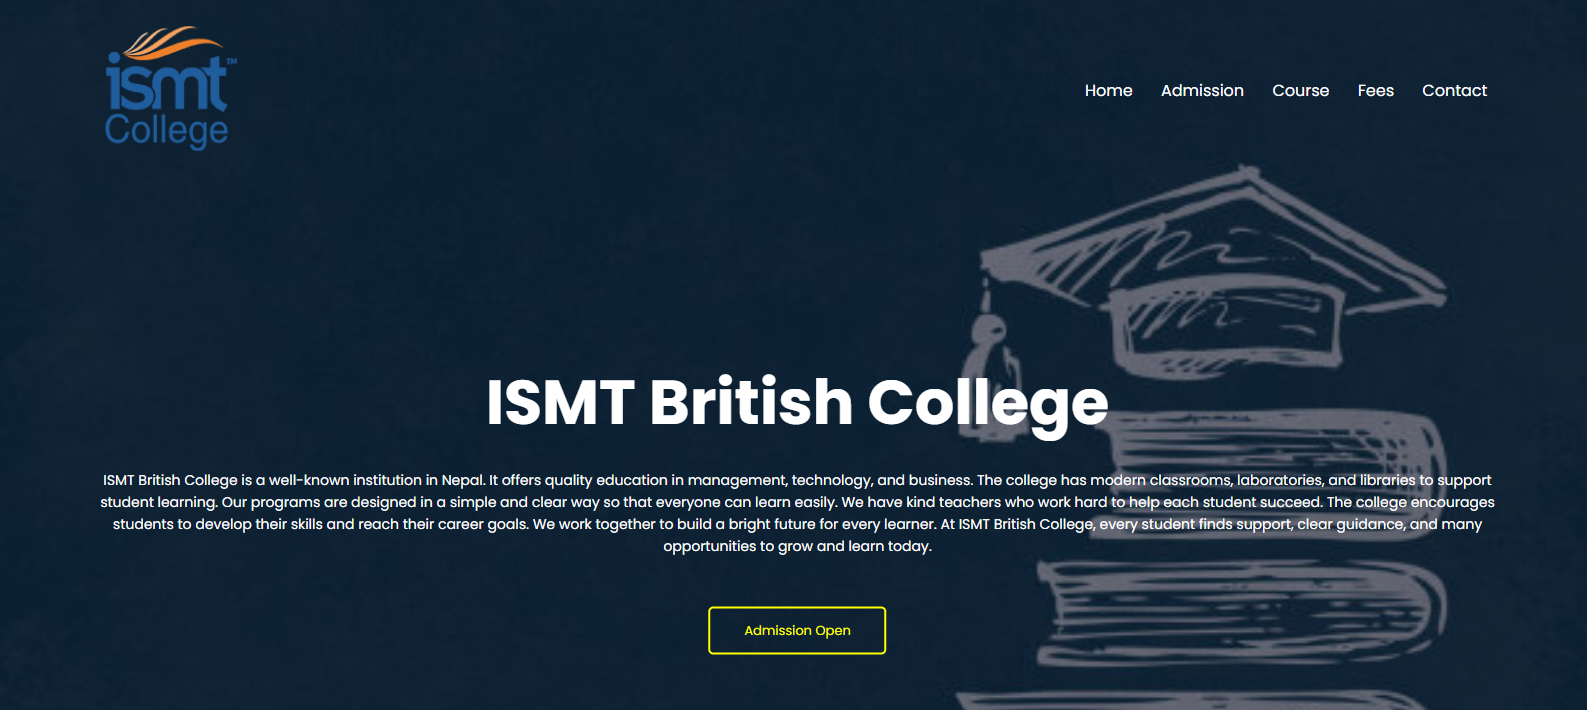 ismt™
College
Home Admission Course Fees Contact
ISMT British College
ISMT British College is a well-known institution in Nepal. It offers quality education in management, technology, and business. The college has modern classrooms, laboratories, and libraries to support
student learning. Our programs are designed in a simple and clear way so that everyone can learn easily. We have kind teachers who work hard to help each student succeed. The college encourages
students to develop their skills and reach their career goals. We work together to build a bright future for every learner. At ISMT British College, every student finds support, clear guidance, and many
opportunities to grow and learn today.
Admission Open